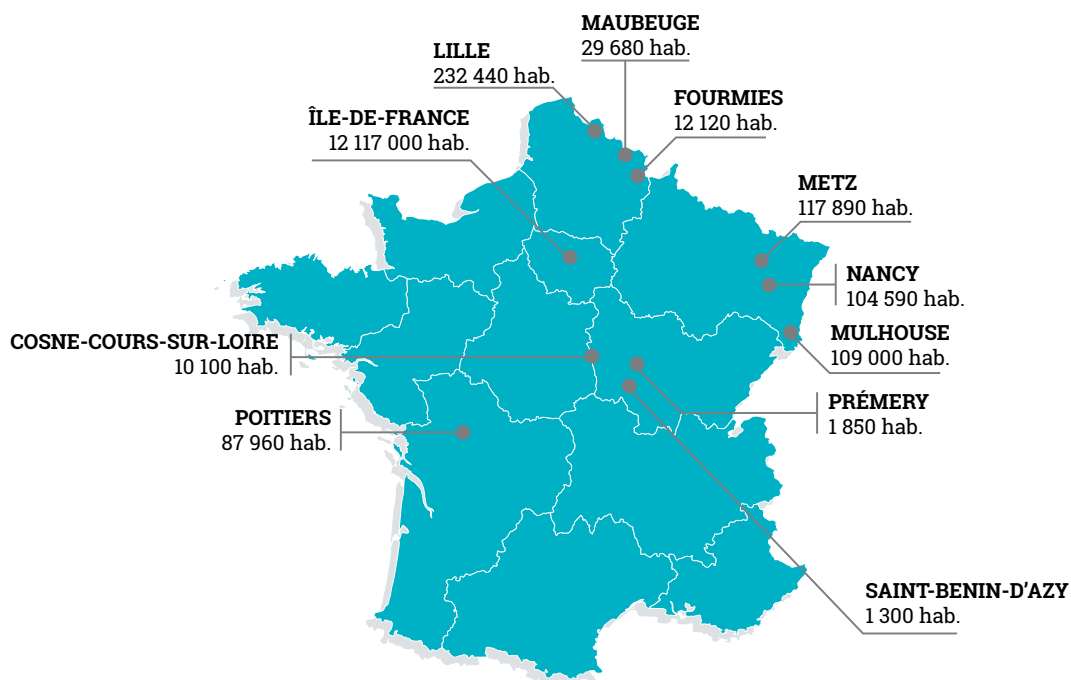 MAUBEUGE
29 680 hab.
LILLE
232 440 hab.
FOURMIES
12 120 hab.
ÎLE-DE-FRANCE
12 117 000 hab.
METZ
117 890 hab.
NANCY
104 590 hab.
MULHOUSE
109 000 hab.
COSNE-COURS-SUR-LOIRE
10 100 hab.
PRÉMERY
1 850 hab.
POITIERS
87 960 hab.
SAINT-BENIN-D'AZY
1 300 hab.